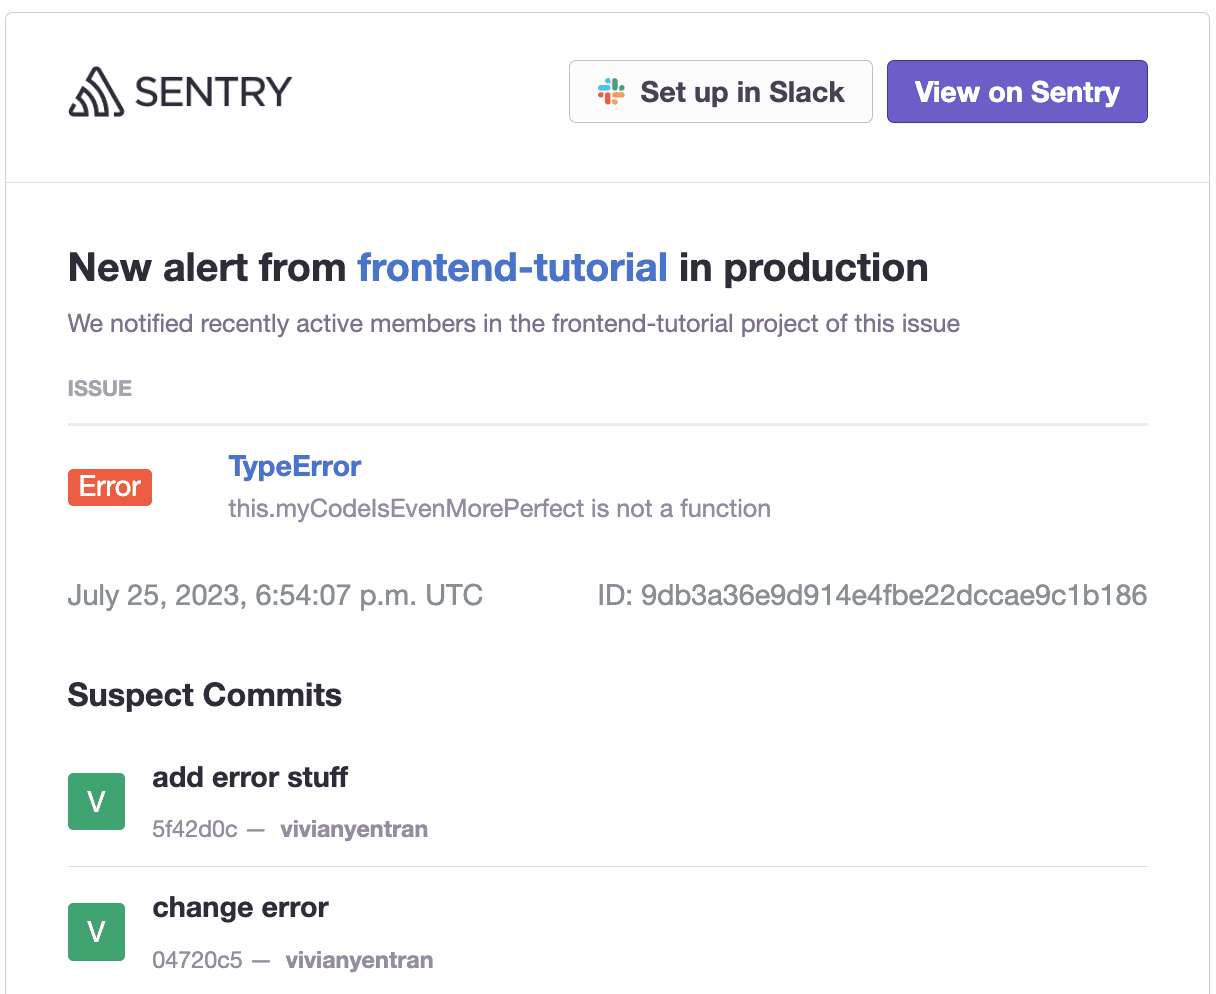 SENTRY
Set up in Slack
View on Sentry
New alert from frontend-tutorial in production
We notified recently active members in the frontend-tutorial project of this issue
ISSUE
Error
TypeError
this.myCodeIsEvenMorePerfect is not a function
July 25, 2023, 6:54:07 p.m. UTC
ID: 9db3a36e9d914e4fbe22dccae9c1b186
Suspect Commits
V
add error stuff
5f42d0c — vivianyentran
V
change error
04720c5 — vivianyentran